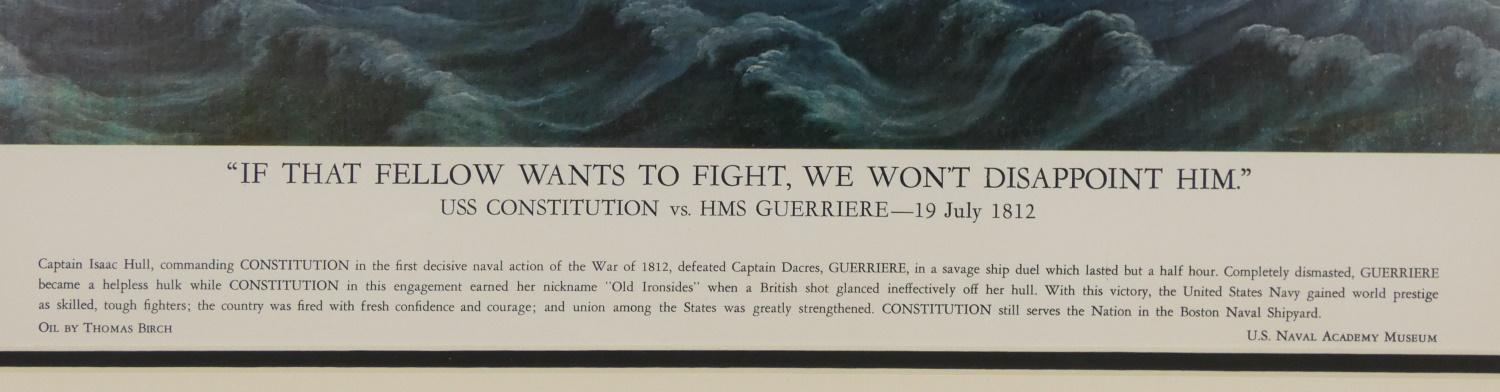 “IF THAT FELLOW WANTS TO FIGHT, WE WON'T DISAPPOINT HIM.”
USS CONSTITUTION vs. HMS GUERRIERE—19 July 1812
Captain Isaac Hull, commanding CONSTITUTION in the first decisive naval action of the War of 1812, defeated Captain Dacres, GUERRIERE, in a savage ship duel which lasted but a half hour. Completely dismasted, GUERRIERE
became a helpless hulk while CONSTITUTION in this engagement earned her nickname "Old Ironsides" when a British shot glanced ineffectively off her hull. With this victory, the United States Navy gained world prestige
as skilled, tough fighters; the country was fired with fresh confidence and courage; and union among the States was greatly strengthened. CONSTITUTION still serves the Nation in the Boston Naval Shipyard.
OIL BY THOMAS BIRCH
U.S. NAVAL ACADEMY MUSEUM